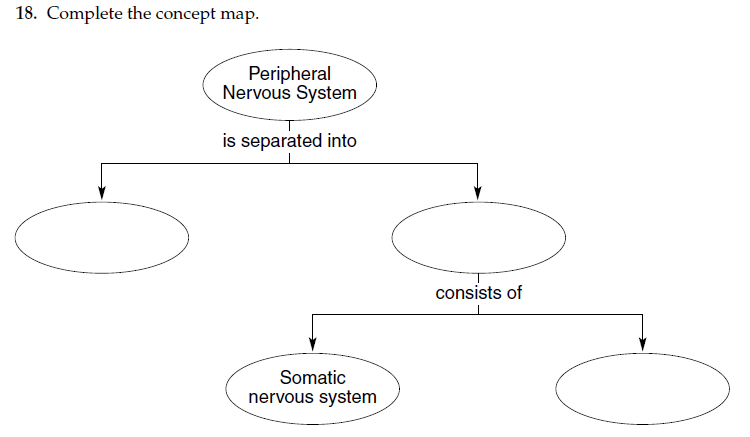 18. Complete the concept map.
Peripheral
Nervous System
is separated into
consists of
Somatic
nervous system